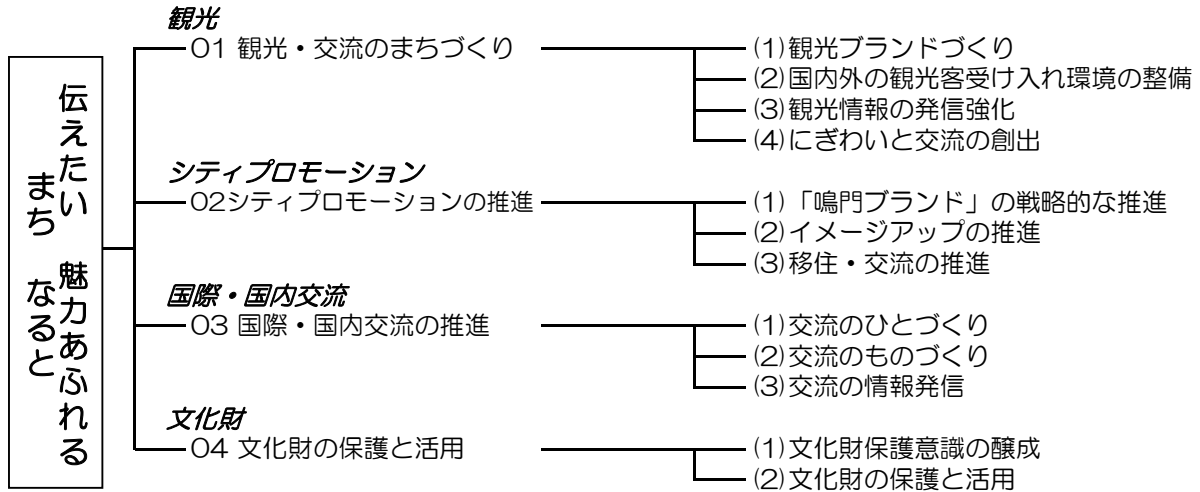 伝えたい 魅力あふれる
まち なると
観光
01 観光・交流のまちづくり
(1)観光ブランドづくり
(2)国内外の観光客受け入れ環境の整備
(3)観光情報の発信強化
(4)にぎわいと交流の創出
シティプロモーション
02シティプロモーションの推進
(1)「鳴門ブランド」の戦略的な推進
(2)イメージアップの推進
(3)移住・交流の推進
国際・国内交流
03 国際・国内交流の推進
(1)交流のひとづくり
(2)交流のものづくり
(3)交流の情報発信
文化財
04 文化財の保護と活用
(1)文化財保護意識の醸成
(2)文化財の保護と活用